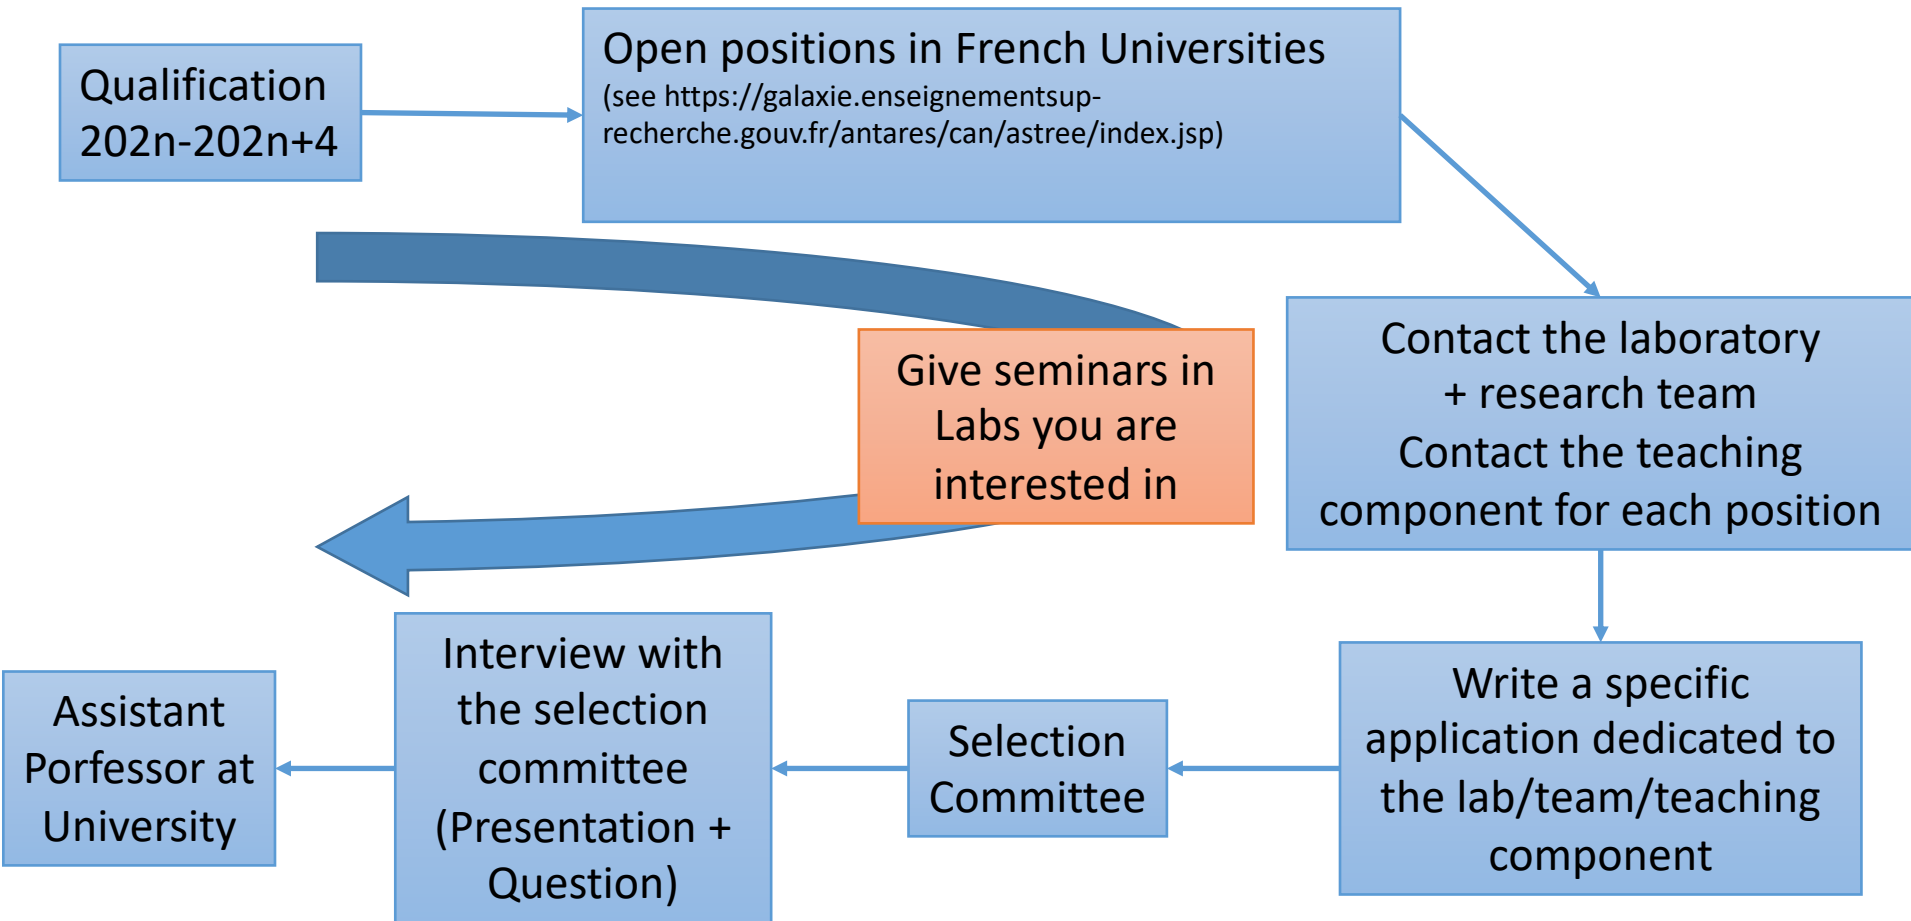 Qualification
202n-202n+4
Open positions in French Universities
(see https://galaxie.enseignementsup-
recherche.gouv.fr/antares/can/astree/index.jsp)
Give seminars in
Labs you are
interested in
Contact the laboratory
+ research team
Contact the teaching
component for each position
Write a specific
application dedicated to
the lab/team/teaching
component
Selection
Committee
Interview with
the selection
committee
(Presentation +
Question)
Assistant
Porfessor at
University